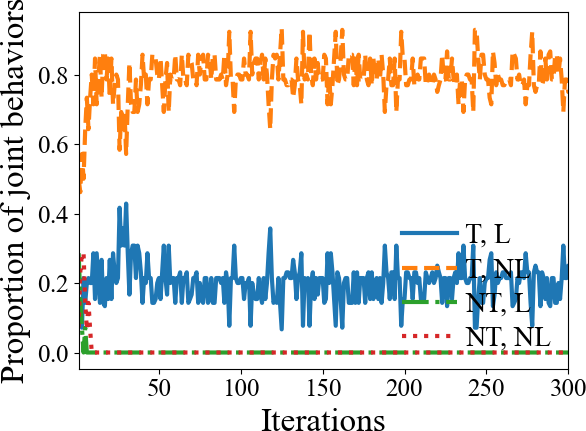 Proportion of joint behaviors
0.8
0.6
0.4
0.2
0.0
T, L
T, NL
NT, L
NT, NL
50
100
150
200
250
300
Iterations